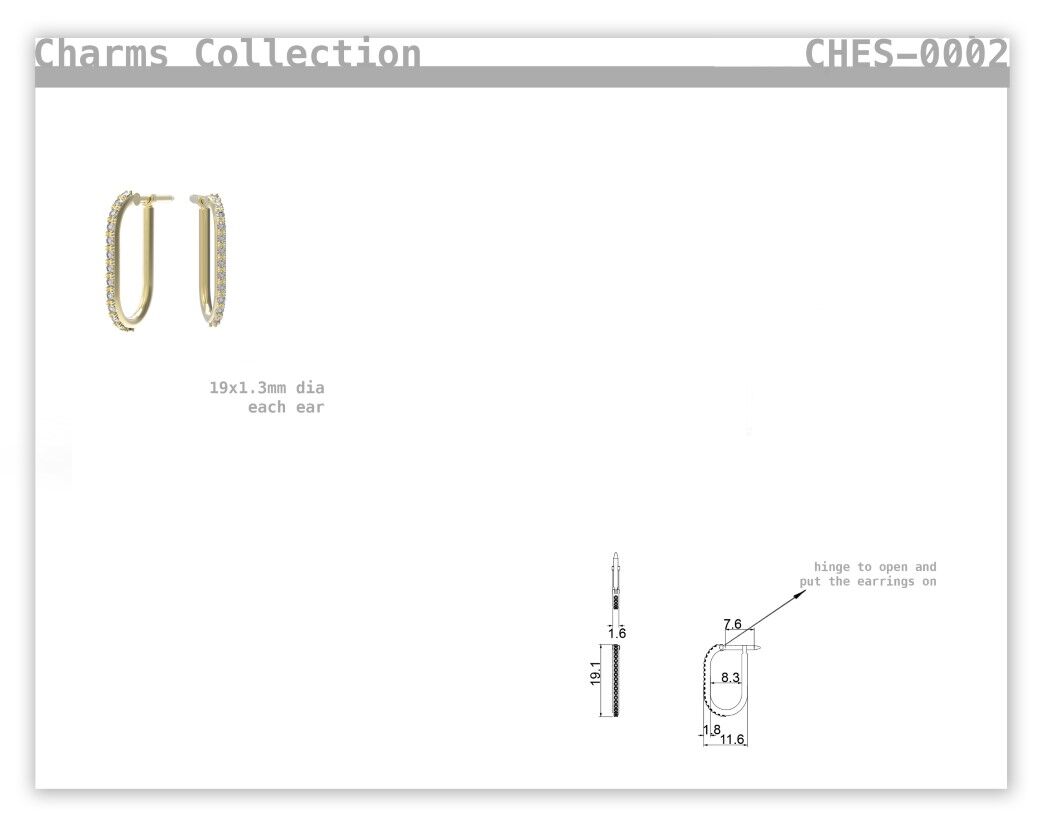 Charms Collection
CHES-0002
19x1.3mm dia
each ear
hinge to open and
put the earrings on
7.6
1.6
19.1
8.3
1.8
11.6